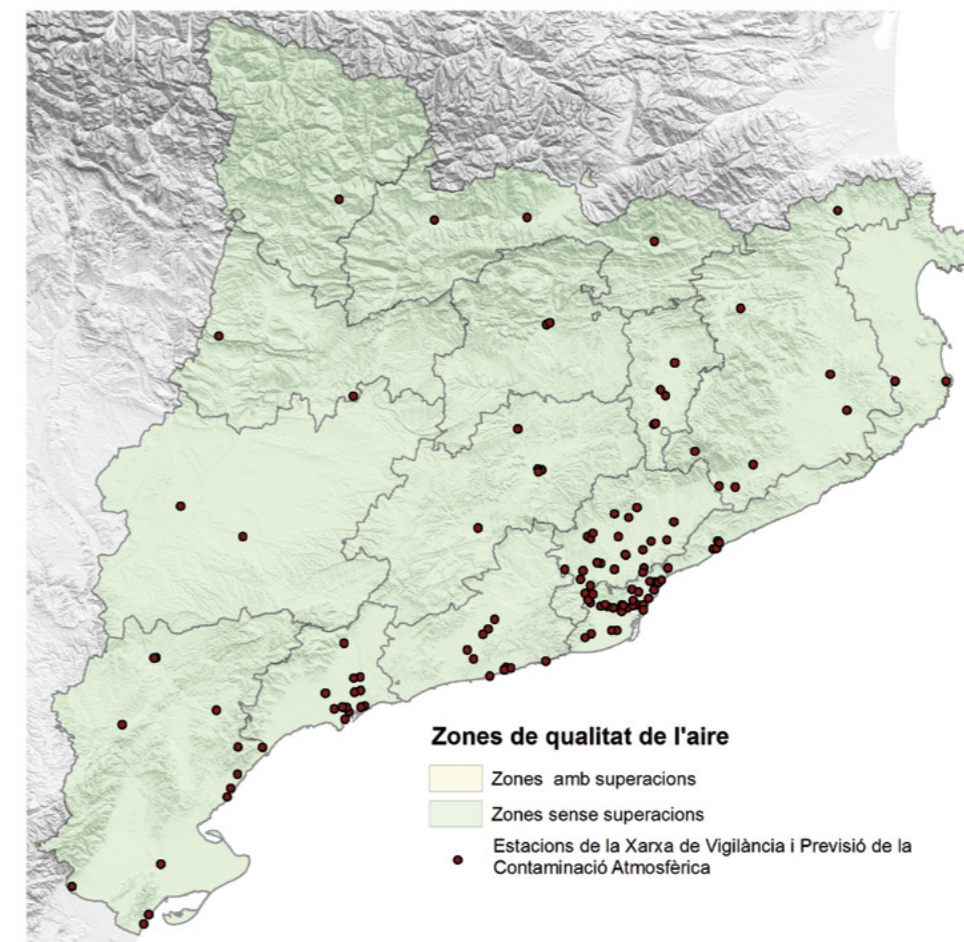 Zones de qualitat de l'aire
Zones amb superacions
Zones sense superacions
Estacions de la Xarxa de Vigilància i Previsió de la
Contaminació Atmosfèrica